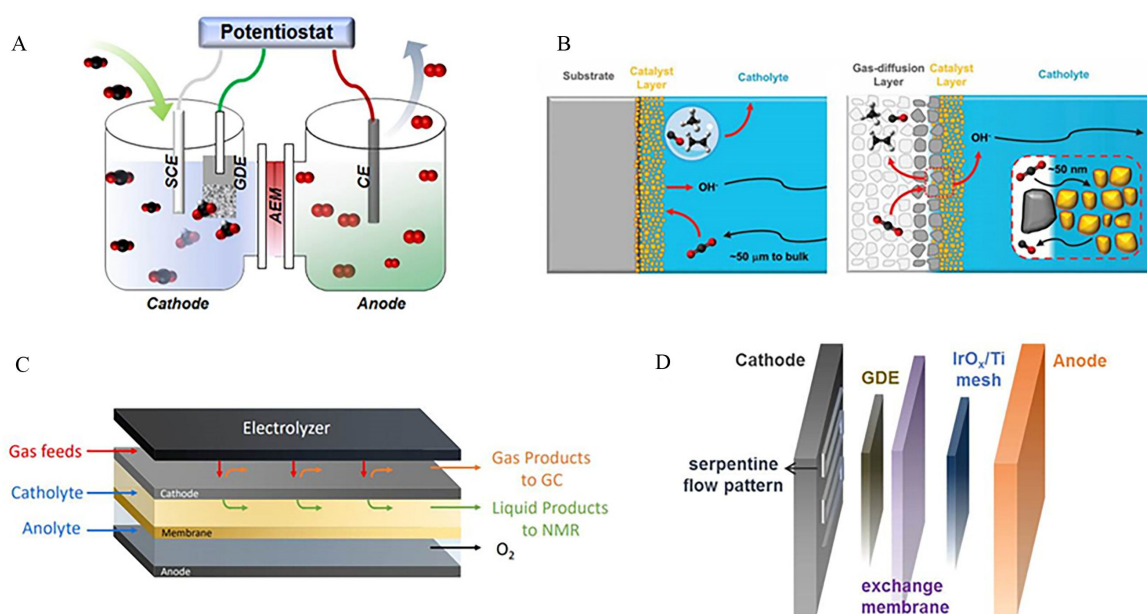 A
Potentiostat
SCE
GDE
AEM
CE
Cathode
Anode
B
Substrate
Catalyst
Layer
Catholyte
OH⁻
~50 μm to bulk
Gas-diffusion
Layer
Catalyst
Layer
Catholyte
OH⁻
~50 nm
C
Electrolyzer
Gas feeds
Cathode
Gas Products
to GC
Catholyte
Liquid Products
to NMR
Membrane
Anolyte
O₂
Anode
D
Cathode
GDE
IrOₓ/Ti
mesh
Anode
serpentine
flow pattern
exchange
membrane